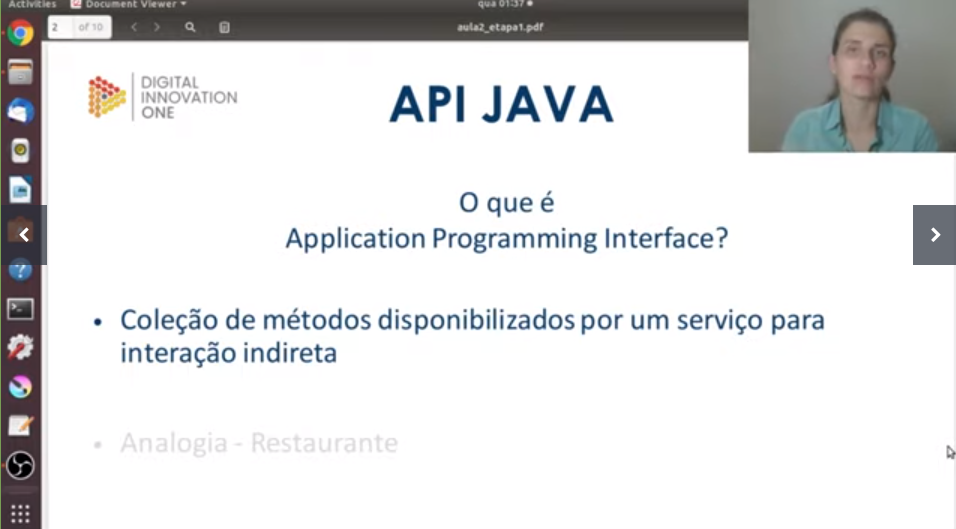 Activities
Document Viewer
qua 01:37
2
of 10
aula2_etapa1.pdf
DIGITAL
INNOVATION
ONE
API JAVA
O que é
Application Programming Interface?
• Coleção de métodos disponibilizados por um serviço para
interação indireta
• Analogia - Restaurante